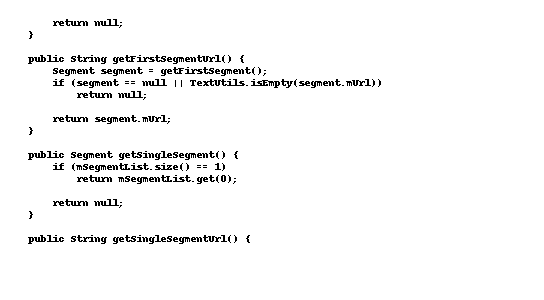 return null;
}
public String getFirstSegmentUrl() {
Segment segment = getFirstSegment();
if (segment == null || TextUtils.isEmpty(segment.mUrl))
return null;
return segment.mUrl;
}
public Segment getSingleSegment() {
if (mSegmentList.size() == 1)
return mSegmentList.get(0);
return null;
}
public String getSingleSegmentUrl() {